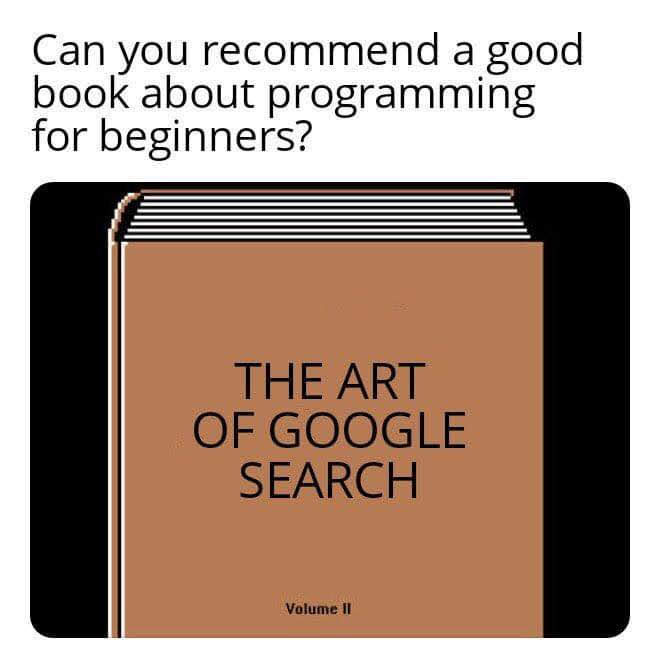 Can you recommend a good
book about programming
for beginners?
THE ART
OF GOOGLE
SEARCH
Volume II